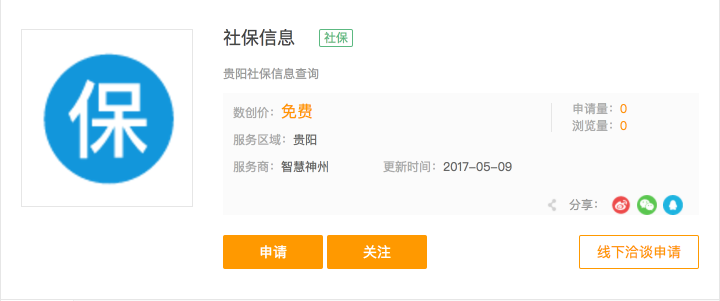 保
社保信息 社保
贵阳社保信息查询
数创价：免费
申请量：0
浏览量：0
服务区域：贵阳
服务商：智慧神州 更新时间：2017-05-09
分享：
申请 关注 线下洽谈申请